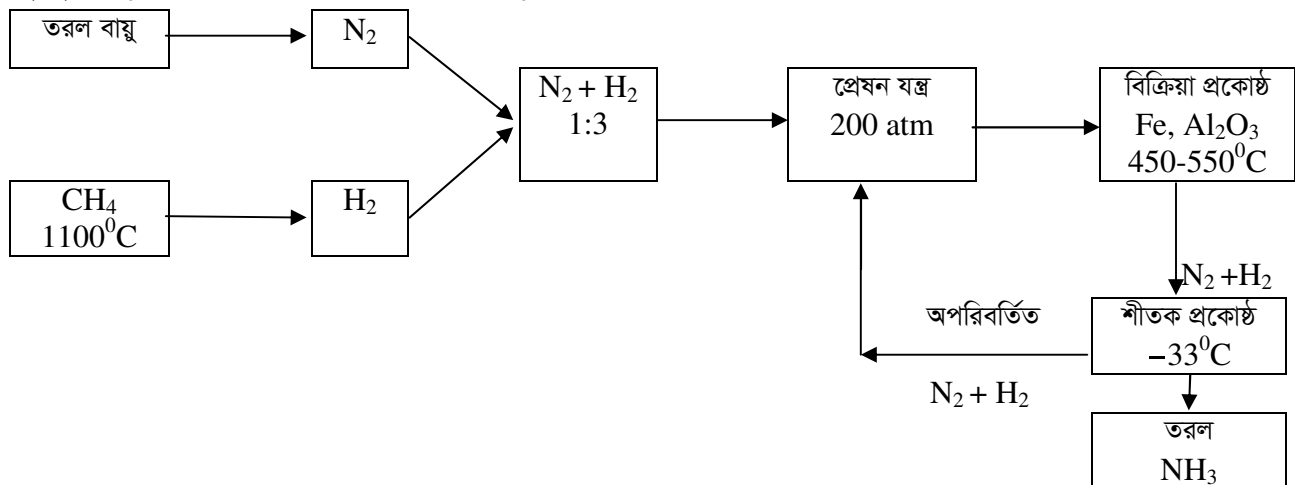 তরল বায়ু
N₂
N₂ + H₂
1:3
প্রেষন যন্ত্র
200 atm
বিক্রিয়া প্রকোষ্ঠ
Fe, Al₂O₃
450-550⁰C
CH₄
1100⁰C
H₂
N₂ +H₂
অপরিবর্তিত
শীতক প্রকোষ্ঠ
–33⁰C
N₂ + H₂
তরল
NH₃